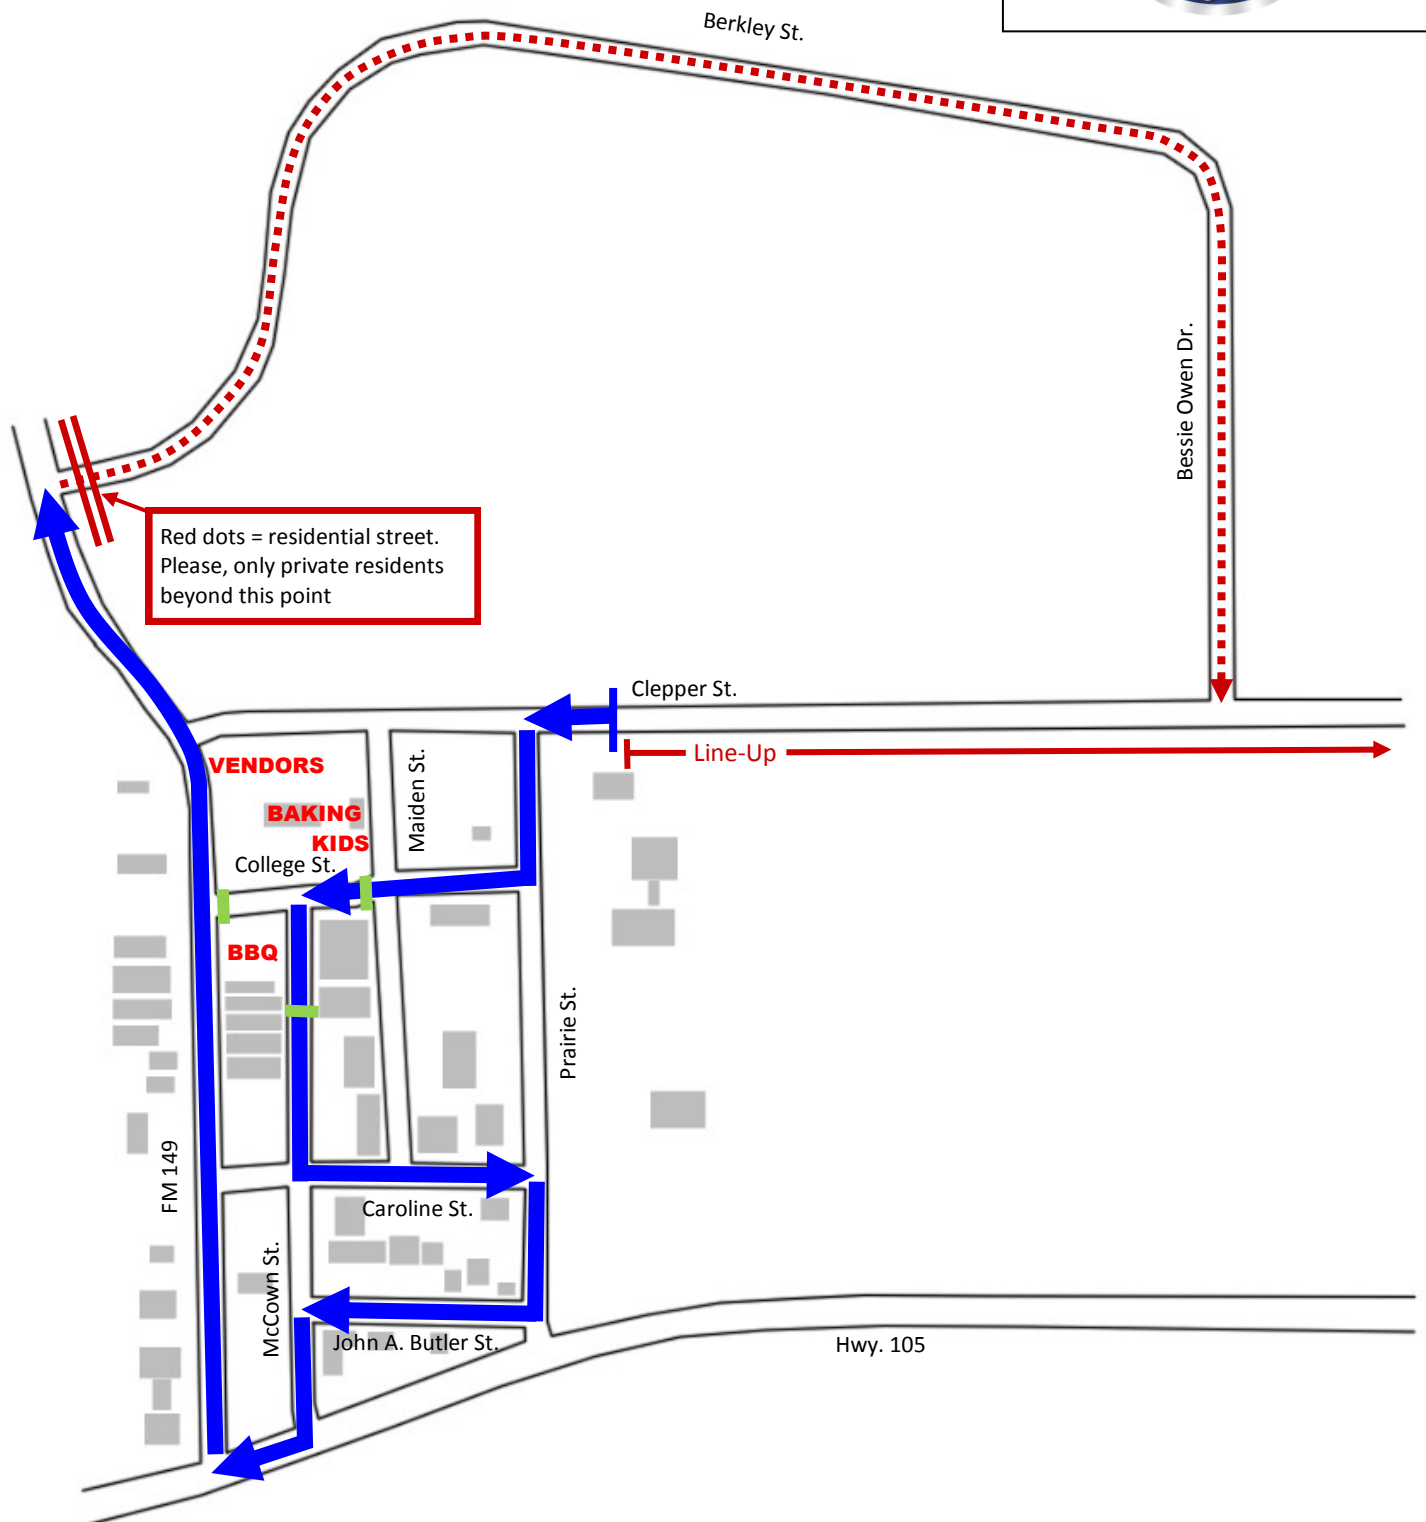 Berkley St.
Bessie Owen Dr.
Red dots = residential street.
Please, only private residents
beyond this point
Clepper St.
Line-Up
VENDORS
Maiden St.
BAKING
KIDS
College St.
BBQ
Prairie St.
FM 149
Caroline St.
McCown St.
John A. Butler St.
Hwy. 105